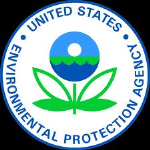 UNITED STATES
ENVIRONMENTAL PROTECTION AGENCY